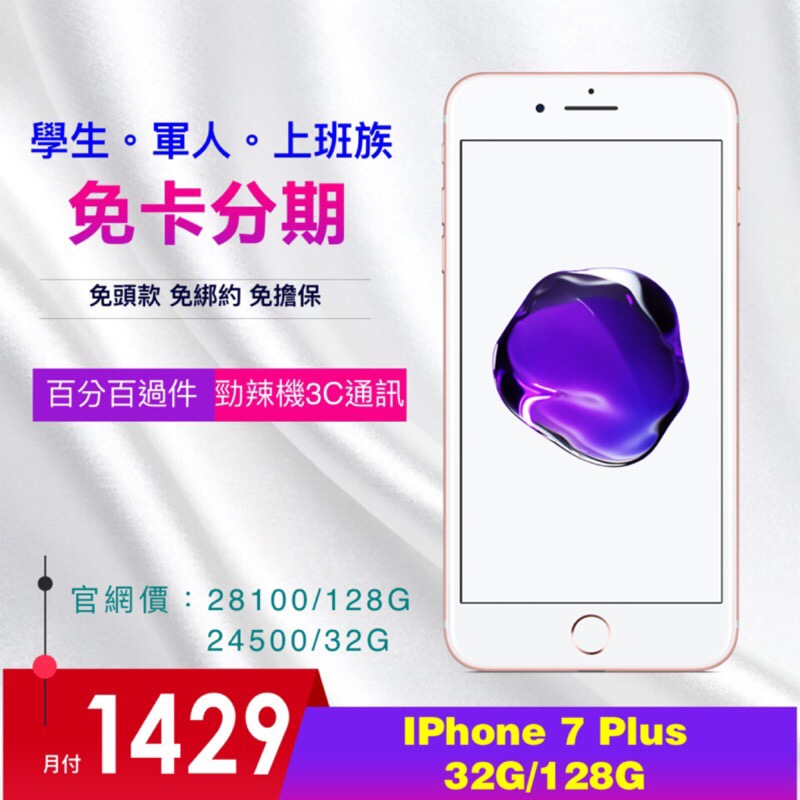 學生。軍人。上班族
免卡分期
免頭款 免綁約 免擔保
百分百過件 勁辣機3C通訊
官網價：28100/128G
24500/32G
月付 1429
IPhone 7 Plus
32G/128G